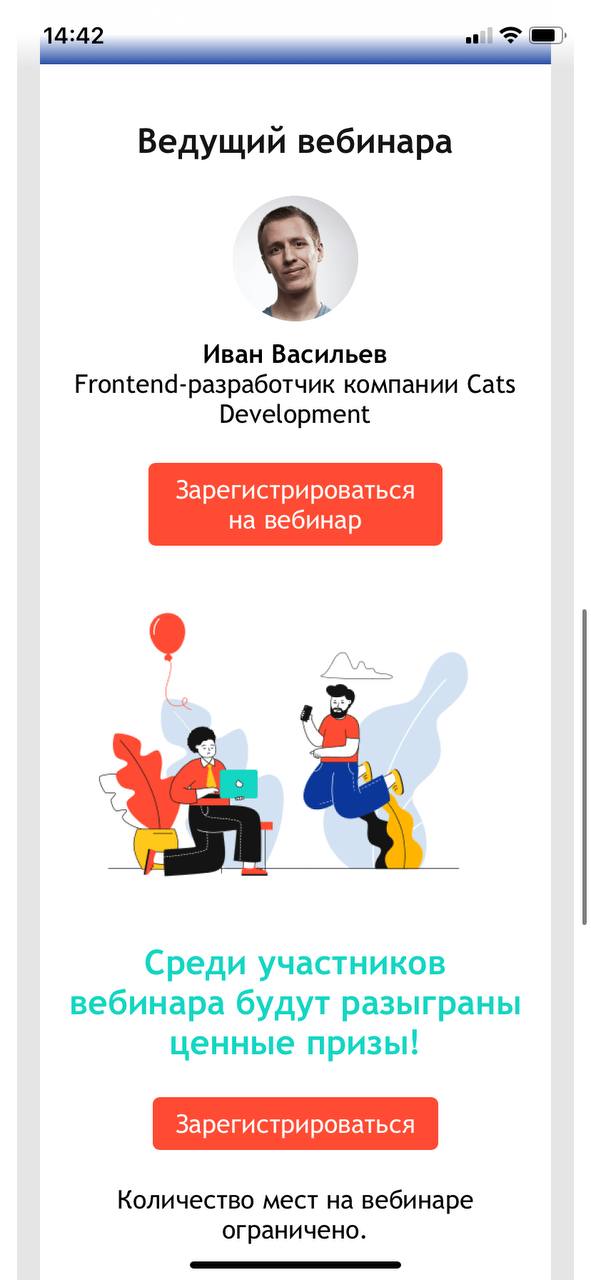 14:42
Ведущий вебинара
Иван Васильев
Frontend-разработчик компании Cats
Development
Зарегистрироваться
на вебинар
Среди участников
вебинара будут разыграны
ценные призы!
Зарегистрироваться
Количество мест на вебинаре
ограничено.